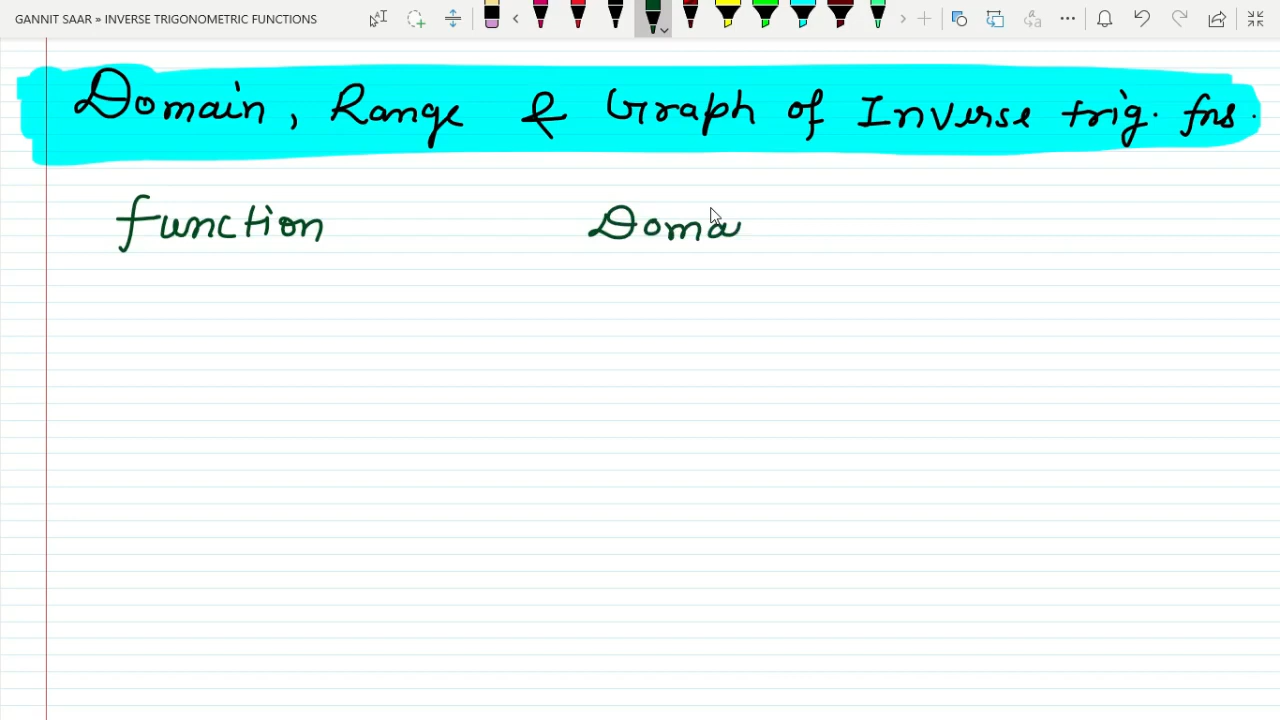 GANNIT SAAR » INVERSE TRIGONOMETRIC FUNCTIONS
Domain, Range & Graph of Inverse trig. fns.
function Doma